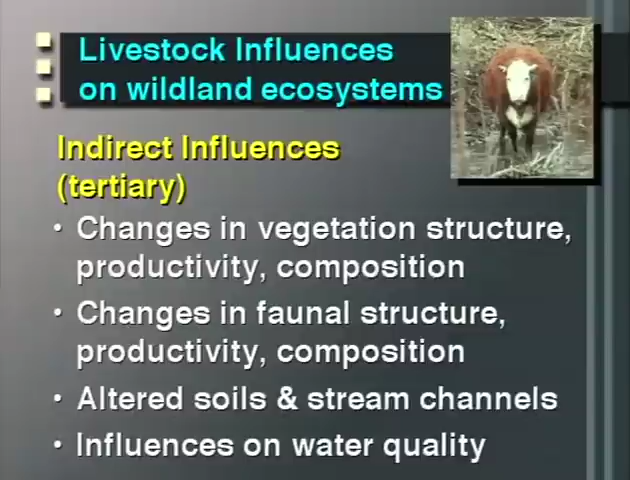 Livestock Influences
on wildland ecosystems
Indirect Influences
(tertiary)
• Changes in vegetation structure,
productivity, composition
• Changes in faunal structure,
productivity, composition
• Altered soils & stream channels
• Influences on water quality